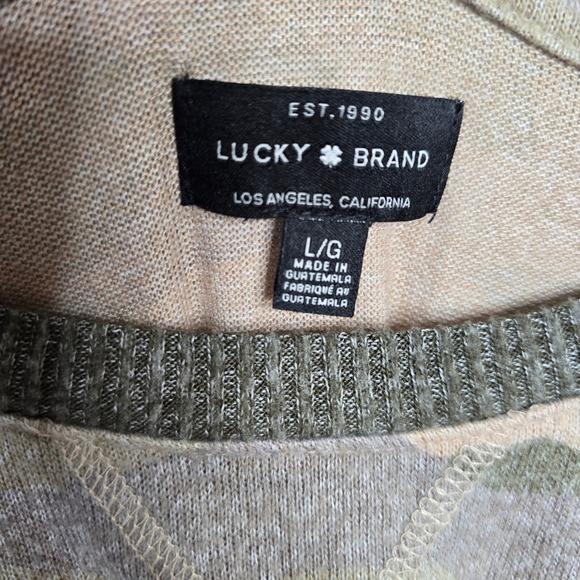 EST.1990
LUCKY BRAND
LOS ANGELES, CALIFORNIA
L/G
MADE IN
GUATEMALA
FABRIQUÉ AU
GUATEMALA